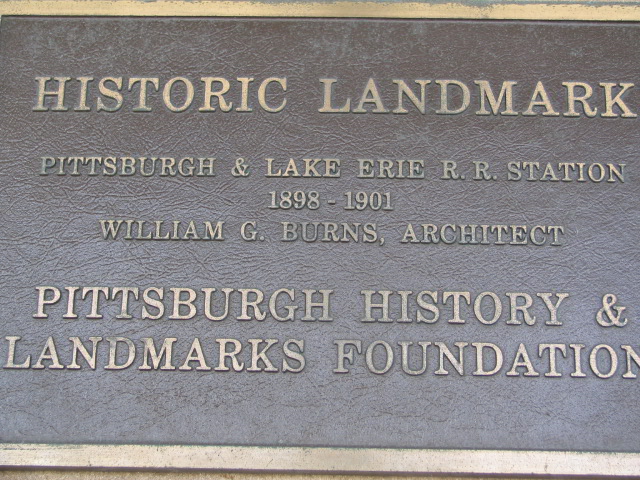 HISTORIC LANDMARK
PITTSBURGH & LAKE ERIE R. R. STATION
1898 - 1901
WILLIAM G. BURNS, ARCHITECT
PITTSBURGH HISTORY &
LANDMARKS FOUNDATION